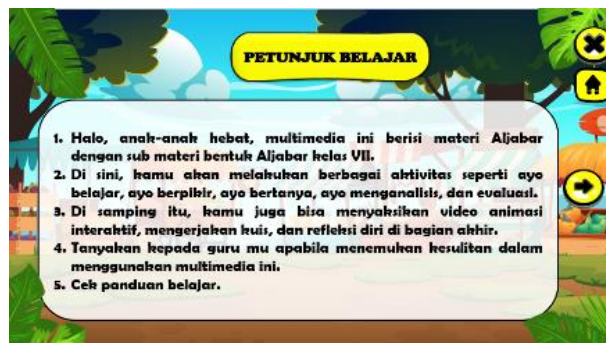 PETUNJUK BELAJAR
1. Halo, anak-anak hebat, multimedia ini berisi materi Aljabar
dengan sub materi bentuk Aljabar kelas VII.
2. Di sini, kamu akan melakukan berbagai aktivitas seperti ayo
belajar, ayo berpikir, ayo bertanya, ayo menganalisis, dan evaluasi.
3. Di samping itu, kamu juga bisa menyaksikan video animasi
interaktif, mengerjakan kuis, dan refleksi diri di bagian akhir.
4. Tanyakan kepada guru mu apabila menemukan kesulitan dalam
menggunakan multimedia ini.
5. Cek panduan belajar.